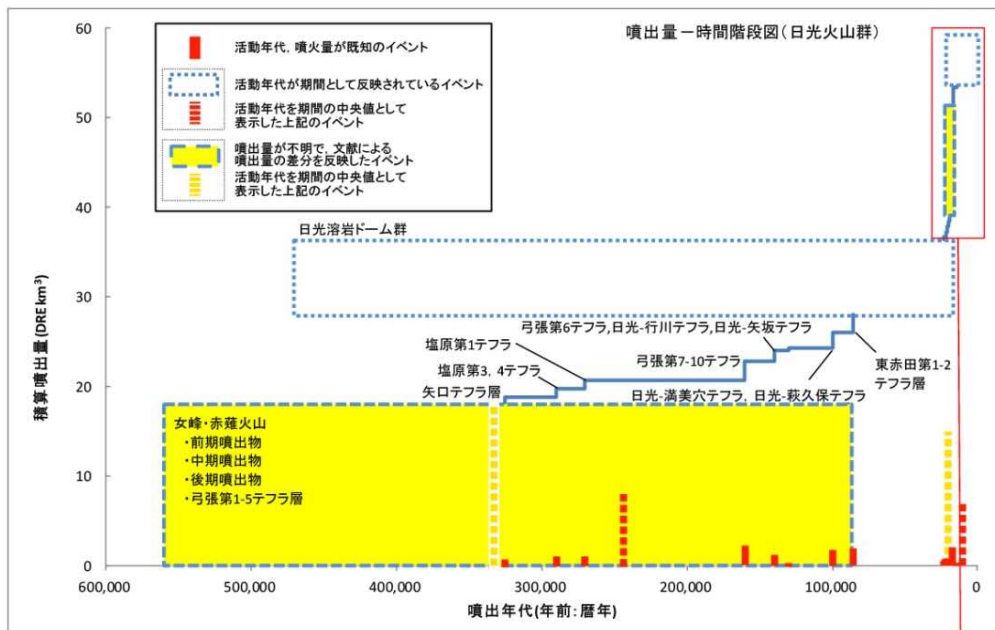 噴出量－時間階段図(日光火山群)
活動年代，噴火量が既知のイベント
活動年代が期間として反映されているイベント
活動年代を期間の中央値として
表示した上記のイベント
噴出量が不明で，文献による
噴出量の差分を反映したイベント
活動年代を期間の中央値として
表示した上記のイベント
積算噴出量(DRE km³)
60
50
40
30
20
10
0
日光溶岩ドーム群
弓張第6テフラ,日光-行川テフラ,日光-矢坂テフラ
塩原第1テフラ
塩原第3，4テフラ
矢口テフラ層
弓張第7-10テフラ
日光-満美穴テフラ，日光-萩久保テフラ
東赤田第1-2
テフラ層
女峰・赤薙火山
・前期噴出物
・中期噴出物
・後期噴出物
・弓張第1-5テフラ層
600,000
500,000
400,000
300,000
200,000
100,000
0
噴出年代(年前：暦年)